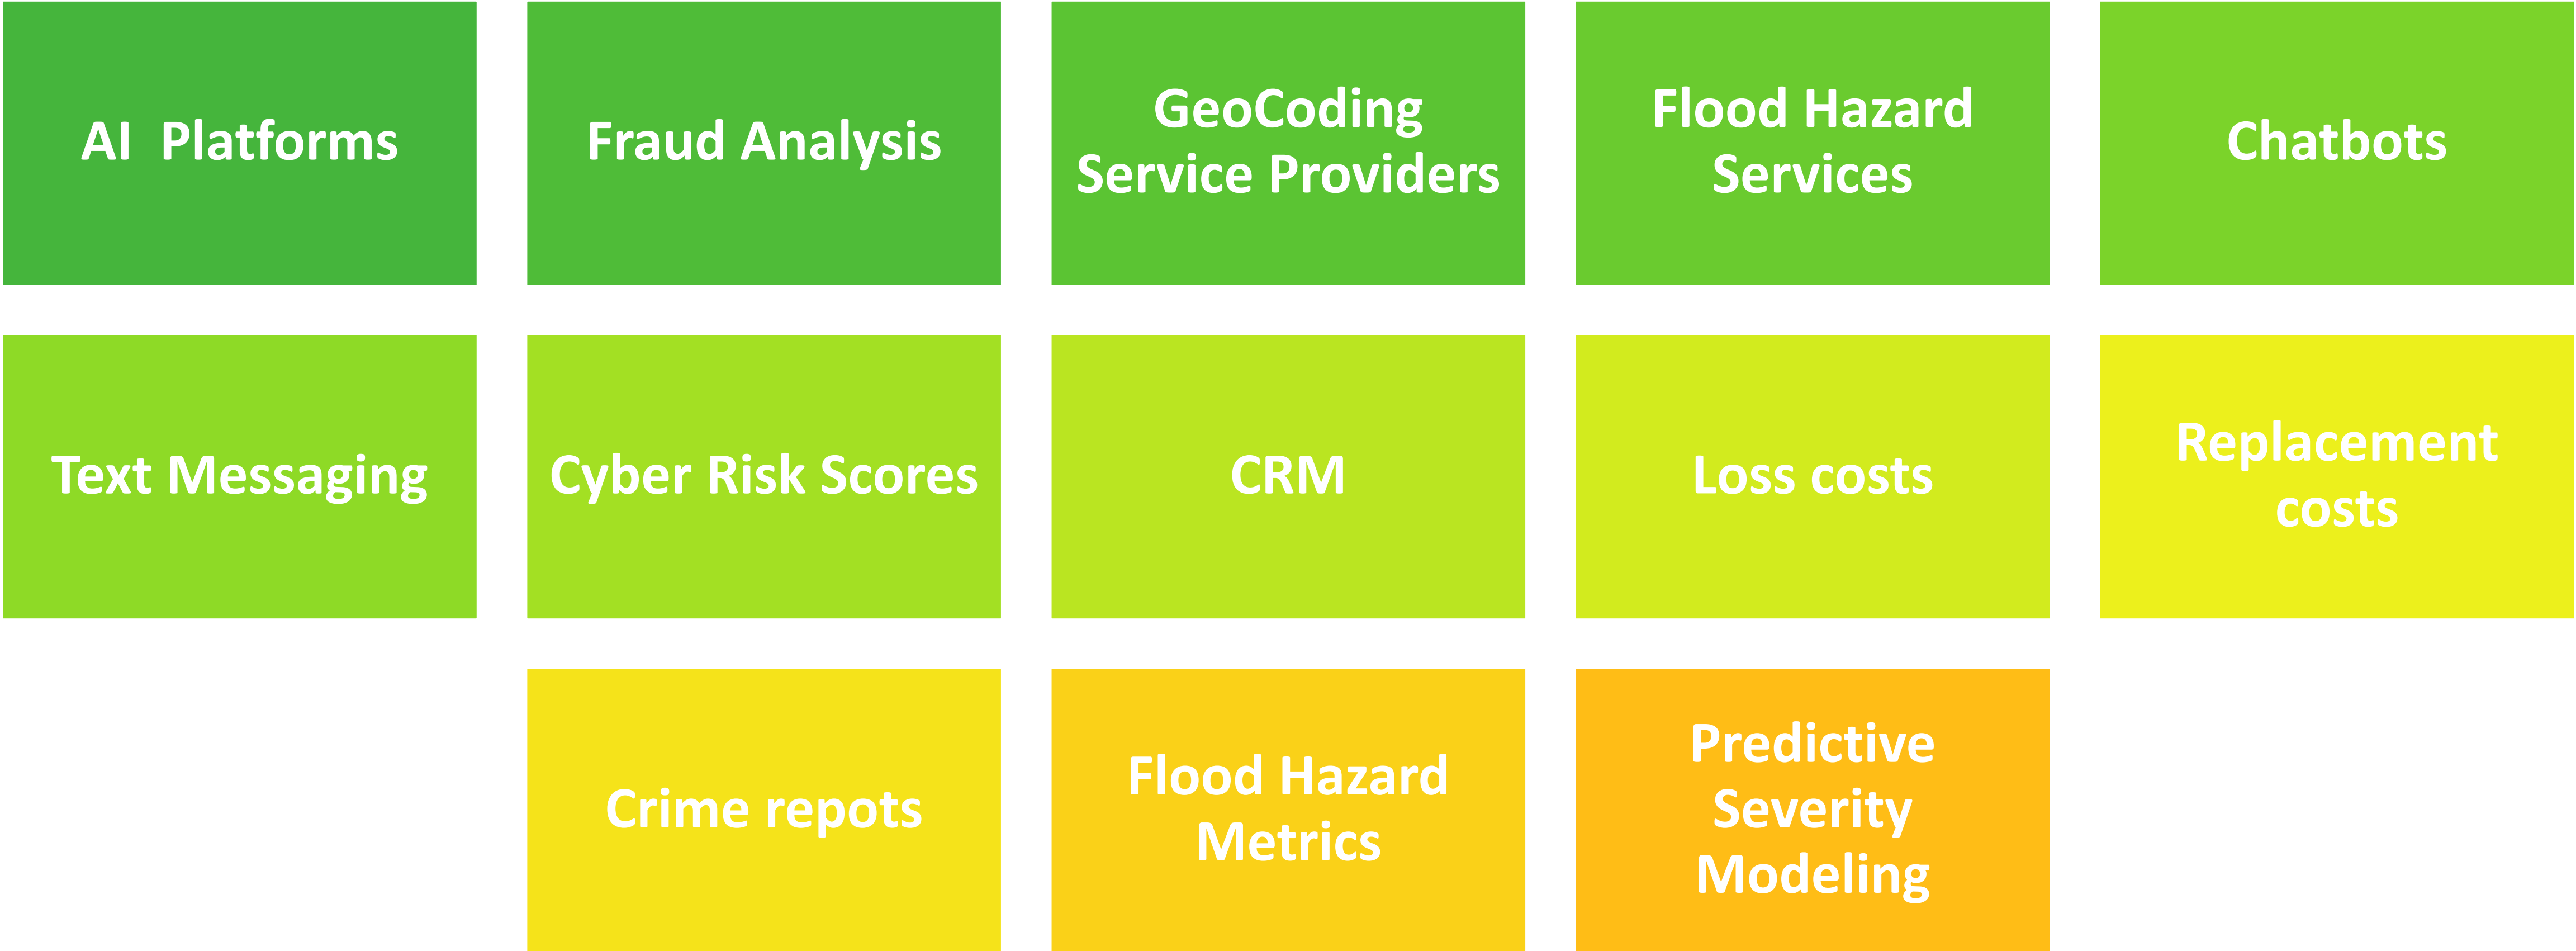 AI  Platforms
Fraud Analysis
GeoCoding
Service Providers
Flood Hazard
Services
Chatbots
Text Messaging
Cyber Risk Scores
CRM
Loss costs
Replacement
costs
Crime repots
Flood Hazard
Metrics
Predictive
Severity
Modeling